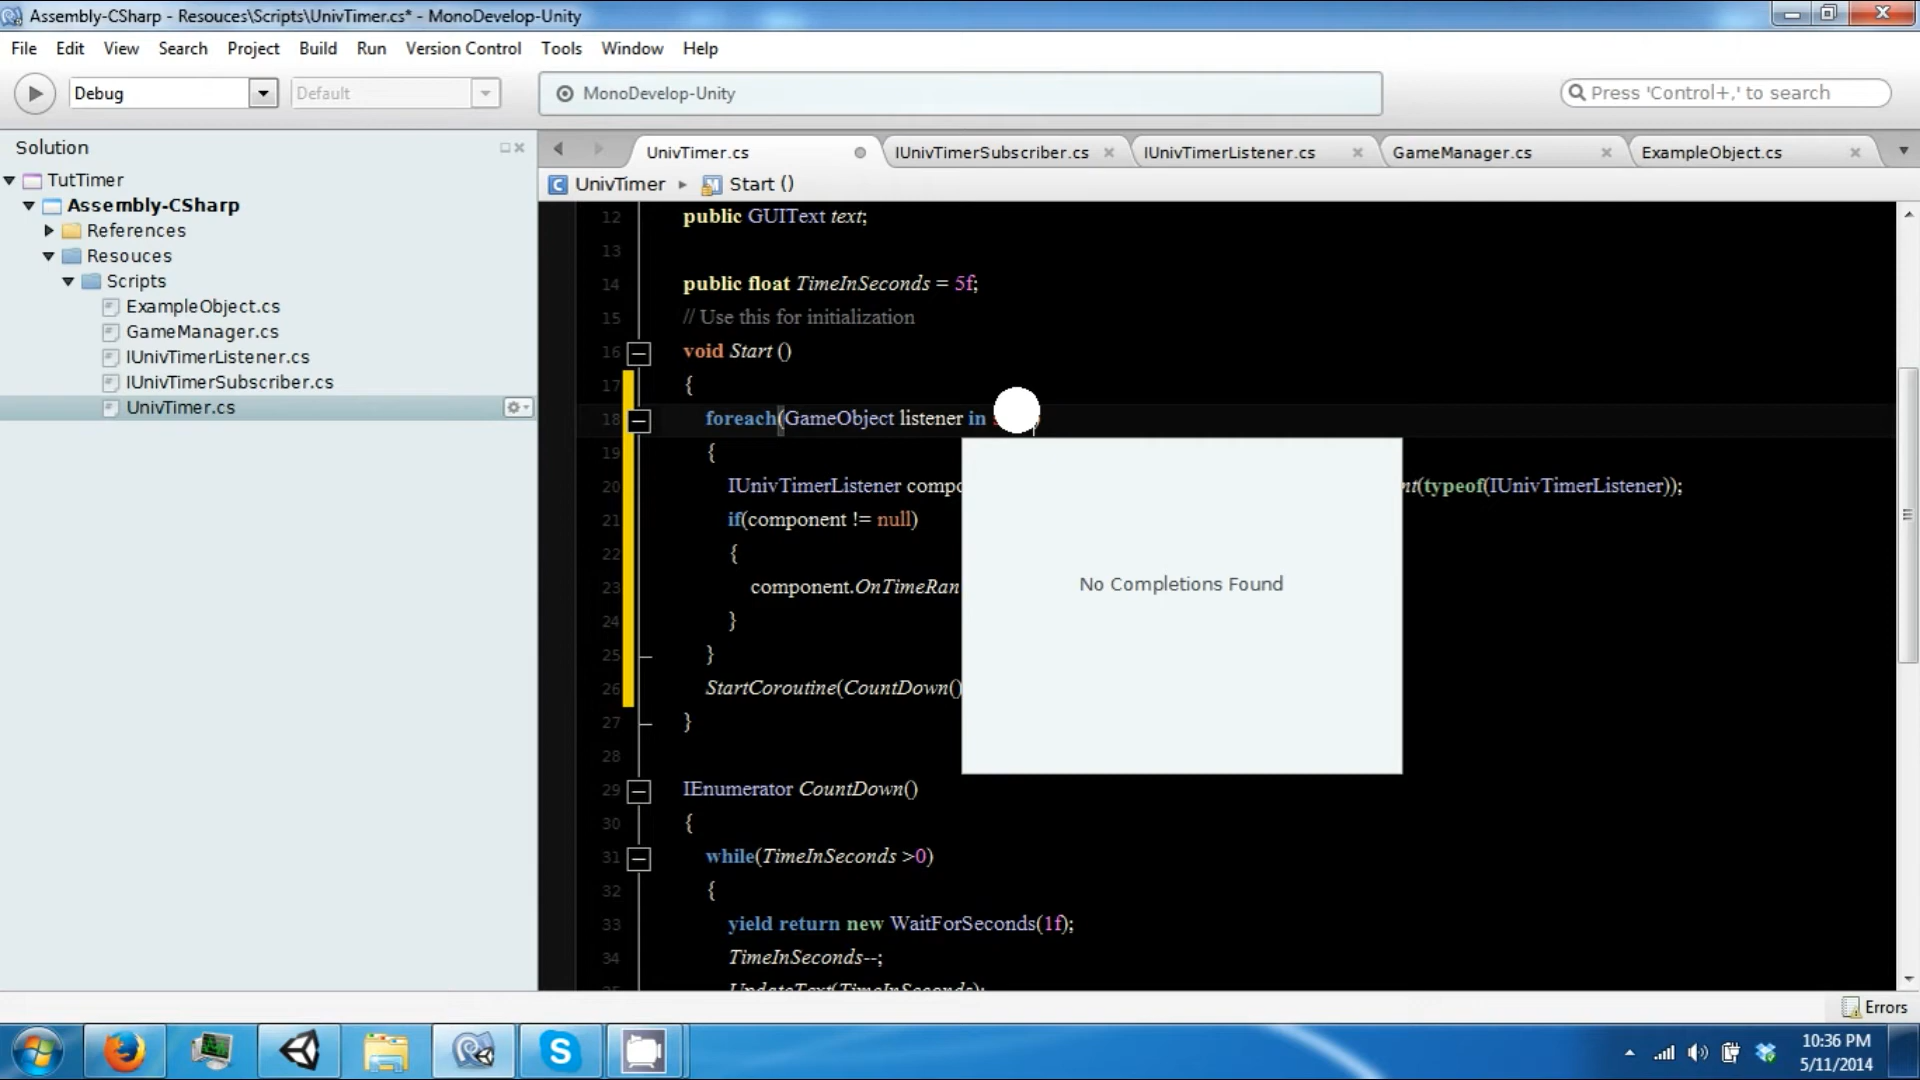 Assembly-CSharp - Resouces\Scripts\UnivTimer.cs* - MonoDevelop-Unity
File Edit View Search Project Build Run Version Control Tools Window Help
Debug Default MonoDevelop-Unity Press 'Control+,' to search
Solution
TutTimer
Assembly-CSharp
References
Resouces
Scripts
ExampleObject.cs
GameManager.cs
IUnivTimerListener.cs
IUnivTimerSubscriber.cs
UnivTimer.cs
UnivTimer.cs IUnivTimerSubscriber.cs IUnivTimerListener.cs GameManager.cs ExampleObject.cs
UnivTimer Start ()
12 public GUIText text;
13
14 public float TimeInSeconds = 5f;
15 // Use this for initialization
16 void Start ()
17 {
18 foreach(GameObject listener in
19 {
20 IUnivTimerListener compo nt(typeof(IUnivTimerListener));
21 if(component != null)
22 {
23 component.OnTimeRan
24 }
25 }
26 StartCoroutine(CountDown()
27 }
28
29 IEnumerator CountDown()
30 {
31 while(TimeInSeconds >0)
32 {
33 yield return new WaitForSeconds(1f);
34 TimeInSeconds--;
UpdateText(TimeInSeconds);
No Completions Found
Errors
10:36 PM
5/11/2014